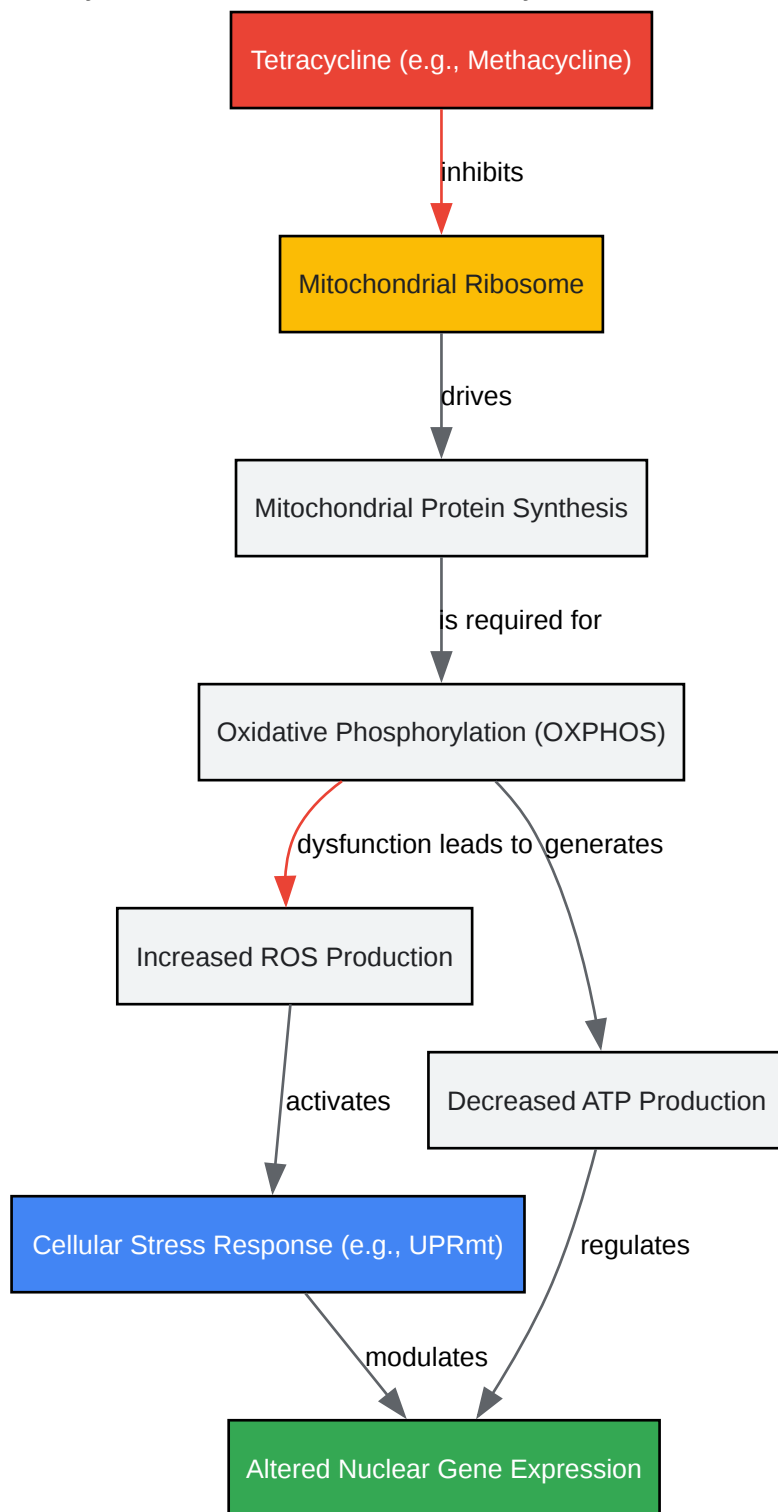 Tetracycline (e.g., Methacycline)
inhibits
Mitochondrial Ribosome
drives
Mitochondrial Protein Synthesis
is required for
Oxidative Phosphorylation (OXPHOS)
dysfunction leads to
generates
Increased ROS Production
activates
Decreased ATP Production
Cellular Stress Response (e.g., UPRmt)
regulates
modulates
Altered Nuclear Gene Expression